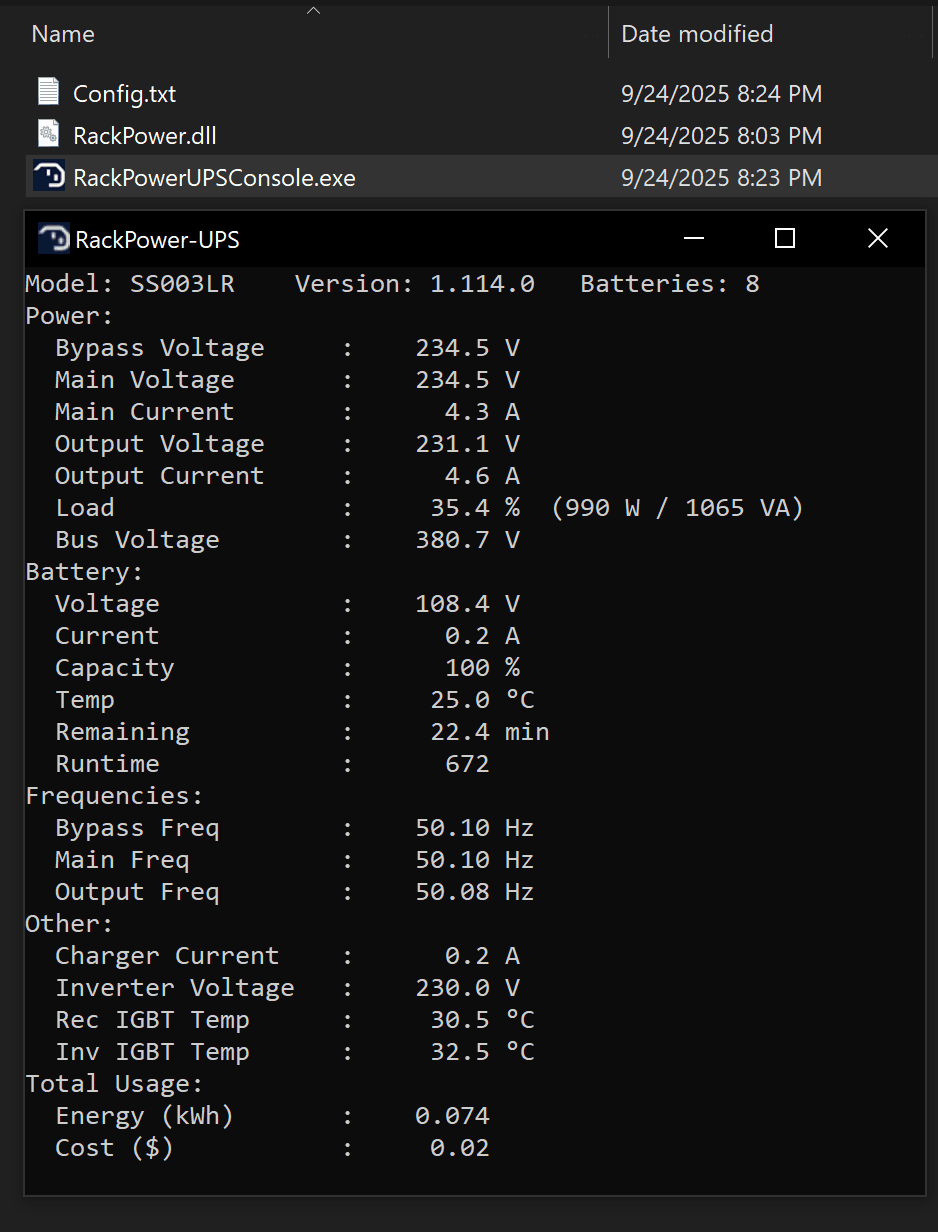 Name    Date modified
Config.txt    9/24/2025 8:24 PM
RackPower.dll    9/24/2025 8:03 PM
RackPowerUPSConsole.exe    9/24/2025 8:23 PM
RackPower-UPS
Model: SS003LR    Version: 1.114.0   Batteries: 8
Power:
  Bypass Voltage     :    234.5 V
  Main Voltage       :    234.5 V
  Main Current       :      4.3 A
  Output Voltage     :    231.1 V
  Output Current     :      4.6 A
  Load               :     35.4 %  (990 W / 1065 VA)
  Bus Voltage        :    380.7 V
Battery:
  Voltage            :    108.4 V
  Current            :      0.2 A
  Capacity           :      100 %
  Temp               :     25.0 °C
  Remaining          :     22.4 min
  Runtime            :      672
Frequencies:
  Bypass Freq        :    50.10 Hz
  Main Freq          :    50.10 Hz
  Output Freq        :    50.08 Hz
Other:
  Charger Current    :      0.2 A
  Inverter Voltage   :    230.0 V
  Rec IGBT Temp      :     30.5 °C
  Inv IGBT Temp      :     32.5 °C
Total Usage:
  Energy (kWh)       :    0.074
  Cost ($)           :     0.02